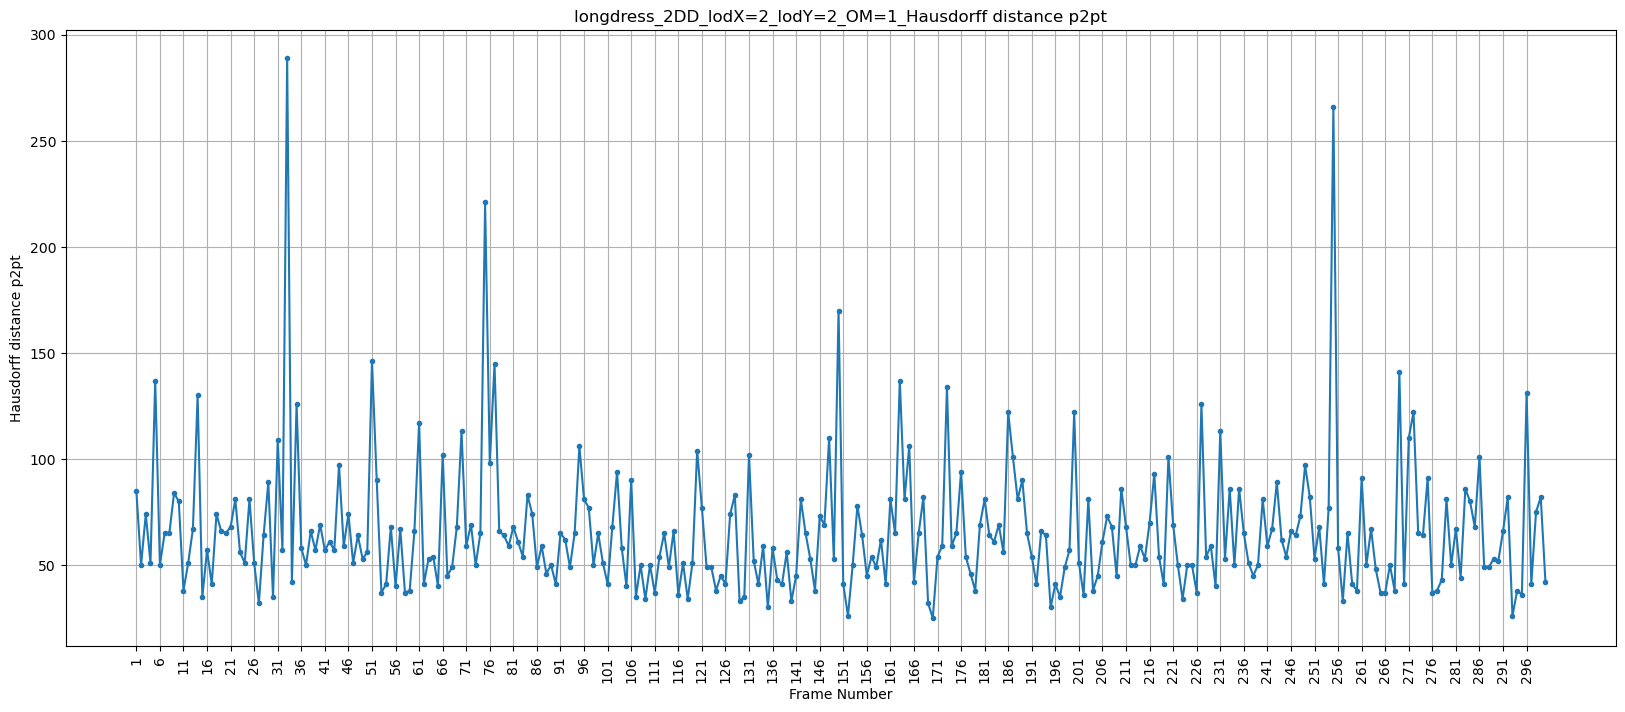 longdress_2DD_lodX=2_lodY=2_OM=1_Hausdorff distance p2pt
300
250
200
150
100
50
Hausdorff distance p2pt
1 6 11 16 21 26 31 36 41 46 51 56 61 66 71 76 81 86 91 96 101 106 111 116 121 126 131 136 141 146 151 156 161 166 171 176 181 186 191 196 201 206 211 216 221 226 231 236 241 246 251 256 261 266 271 276 281 286 291 296
Frame Number